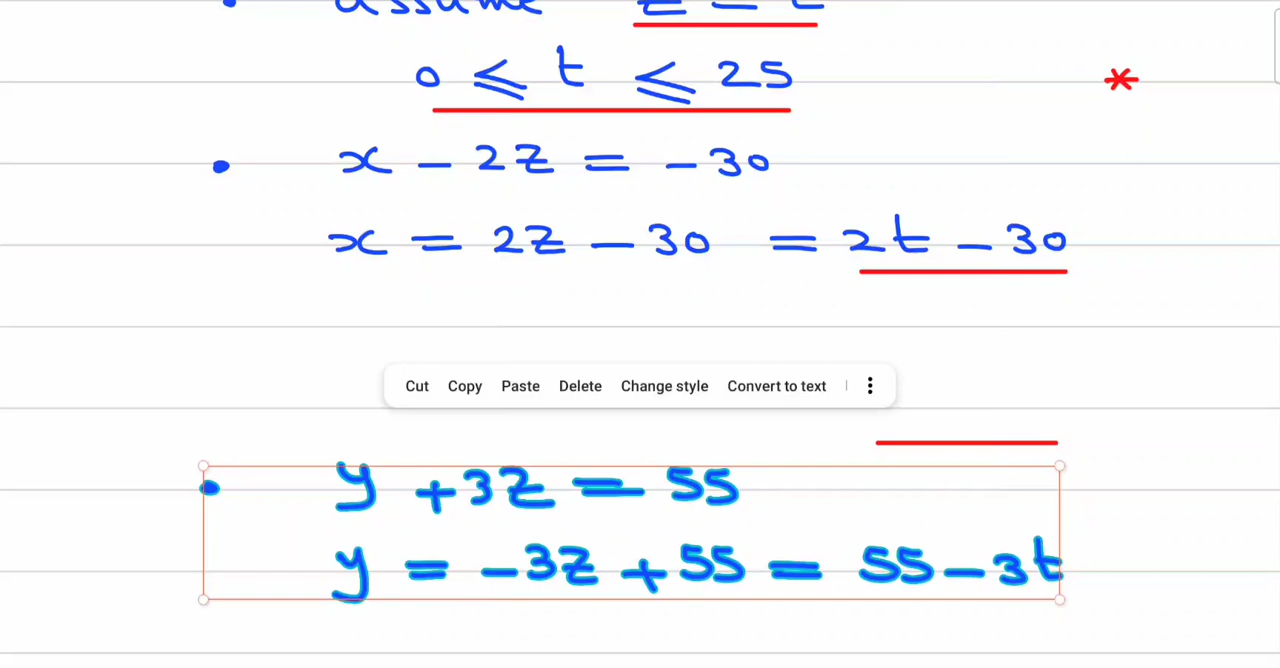 assume z = t
0 ≤ t ≤ 25 *
• x - 2z = -30
x = 2z - 30 = 2t - 30
Cut Copy Paste Delete Change style Convert to text
• y + 3z = 55
y = -3z + 55 = 55 - 3t